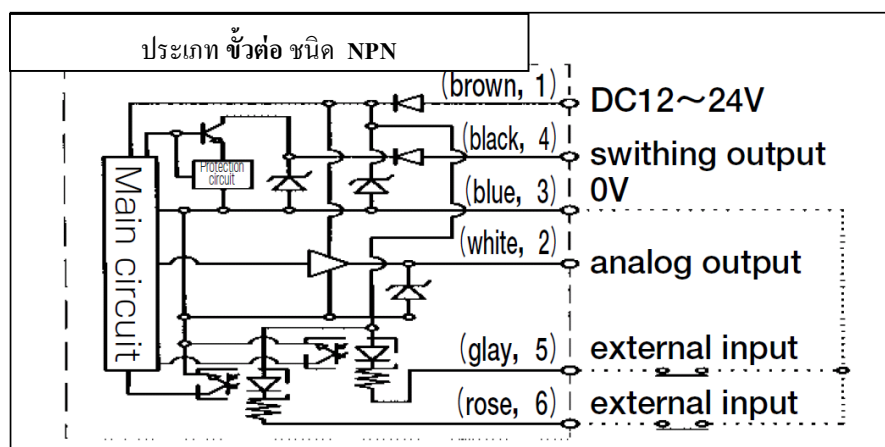 ประเภท ขั้วต่อ ชนิด NPN
(brown, 1)
DC12～24V
(black, 4)
swithing output
Protection
circuit
(blue, 3)
0V
Main circuit
(white, 2)
analog output
(glay, 5)
external input
(rose, 6)
external input